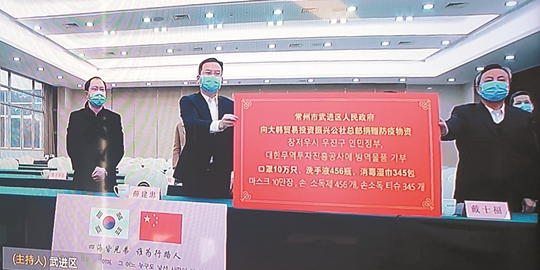 常州市武进区人民政府
向大韩贸易投资振兴公社总部捐赠防疫物资
창저우시 우진구 인민정부,
대한무역투자진흥공사에 방역물품 기부
口罩10万只、洗手液456瓶、消毒湿巾345包
마스크 10만장, 손 소독제 456개, 손소독 티슈 345개
薛建忠
戴士福
四海皆兄弟 谁为行路人
(主持人) 武进区